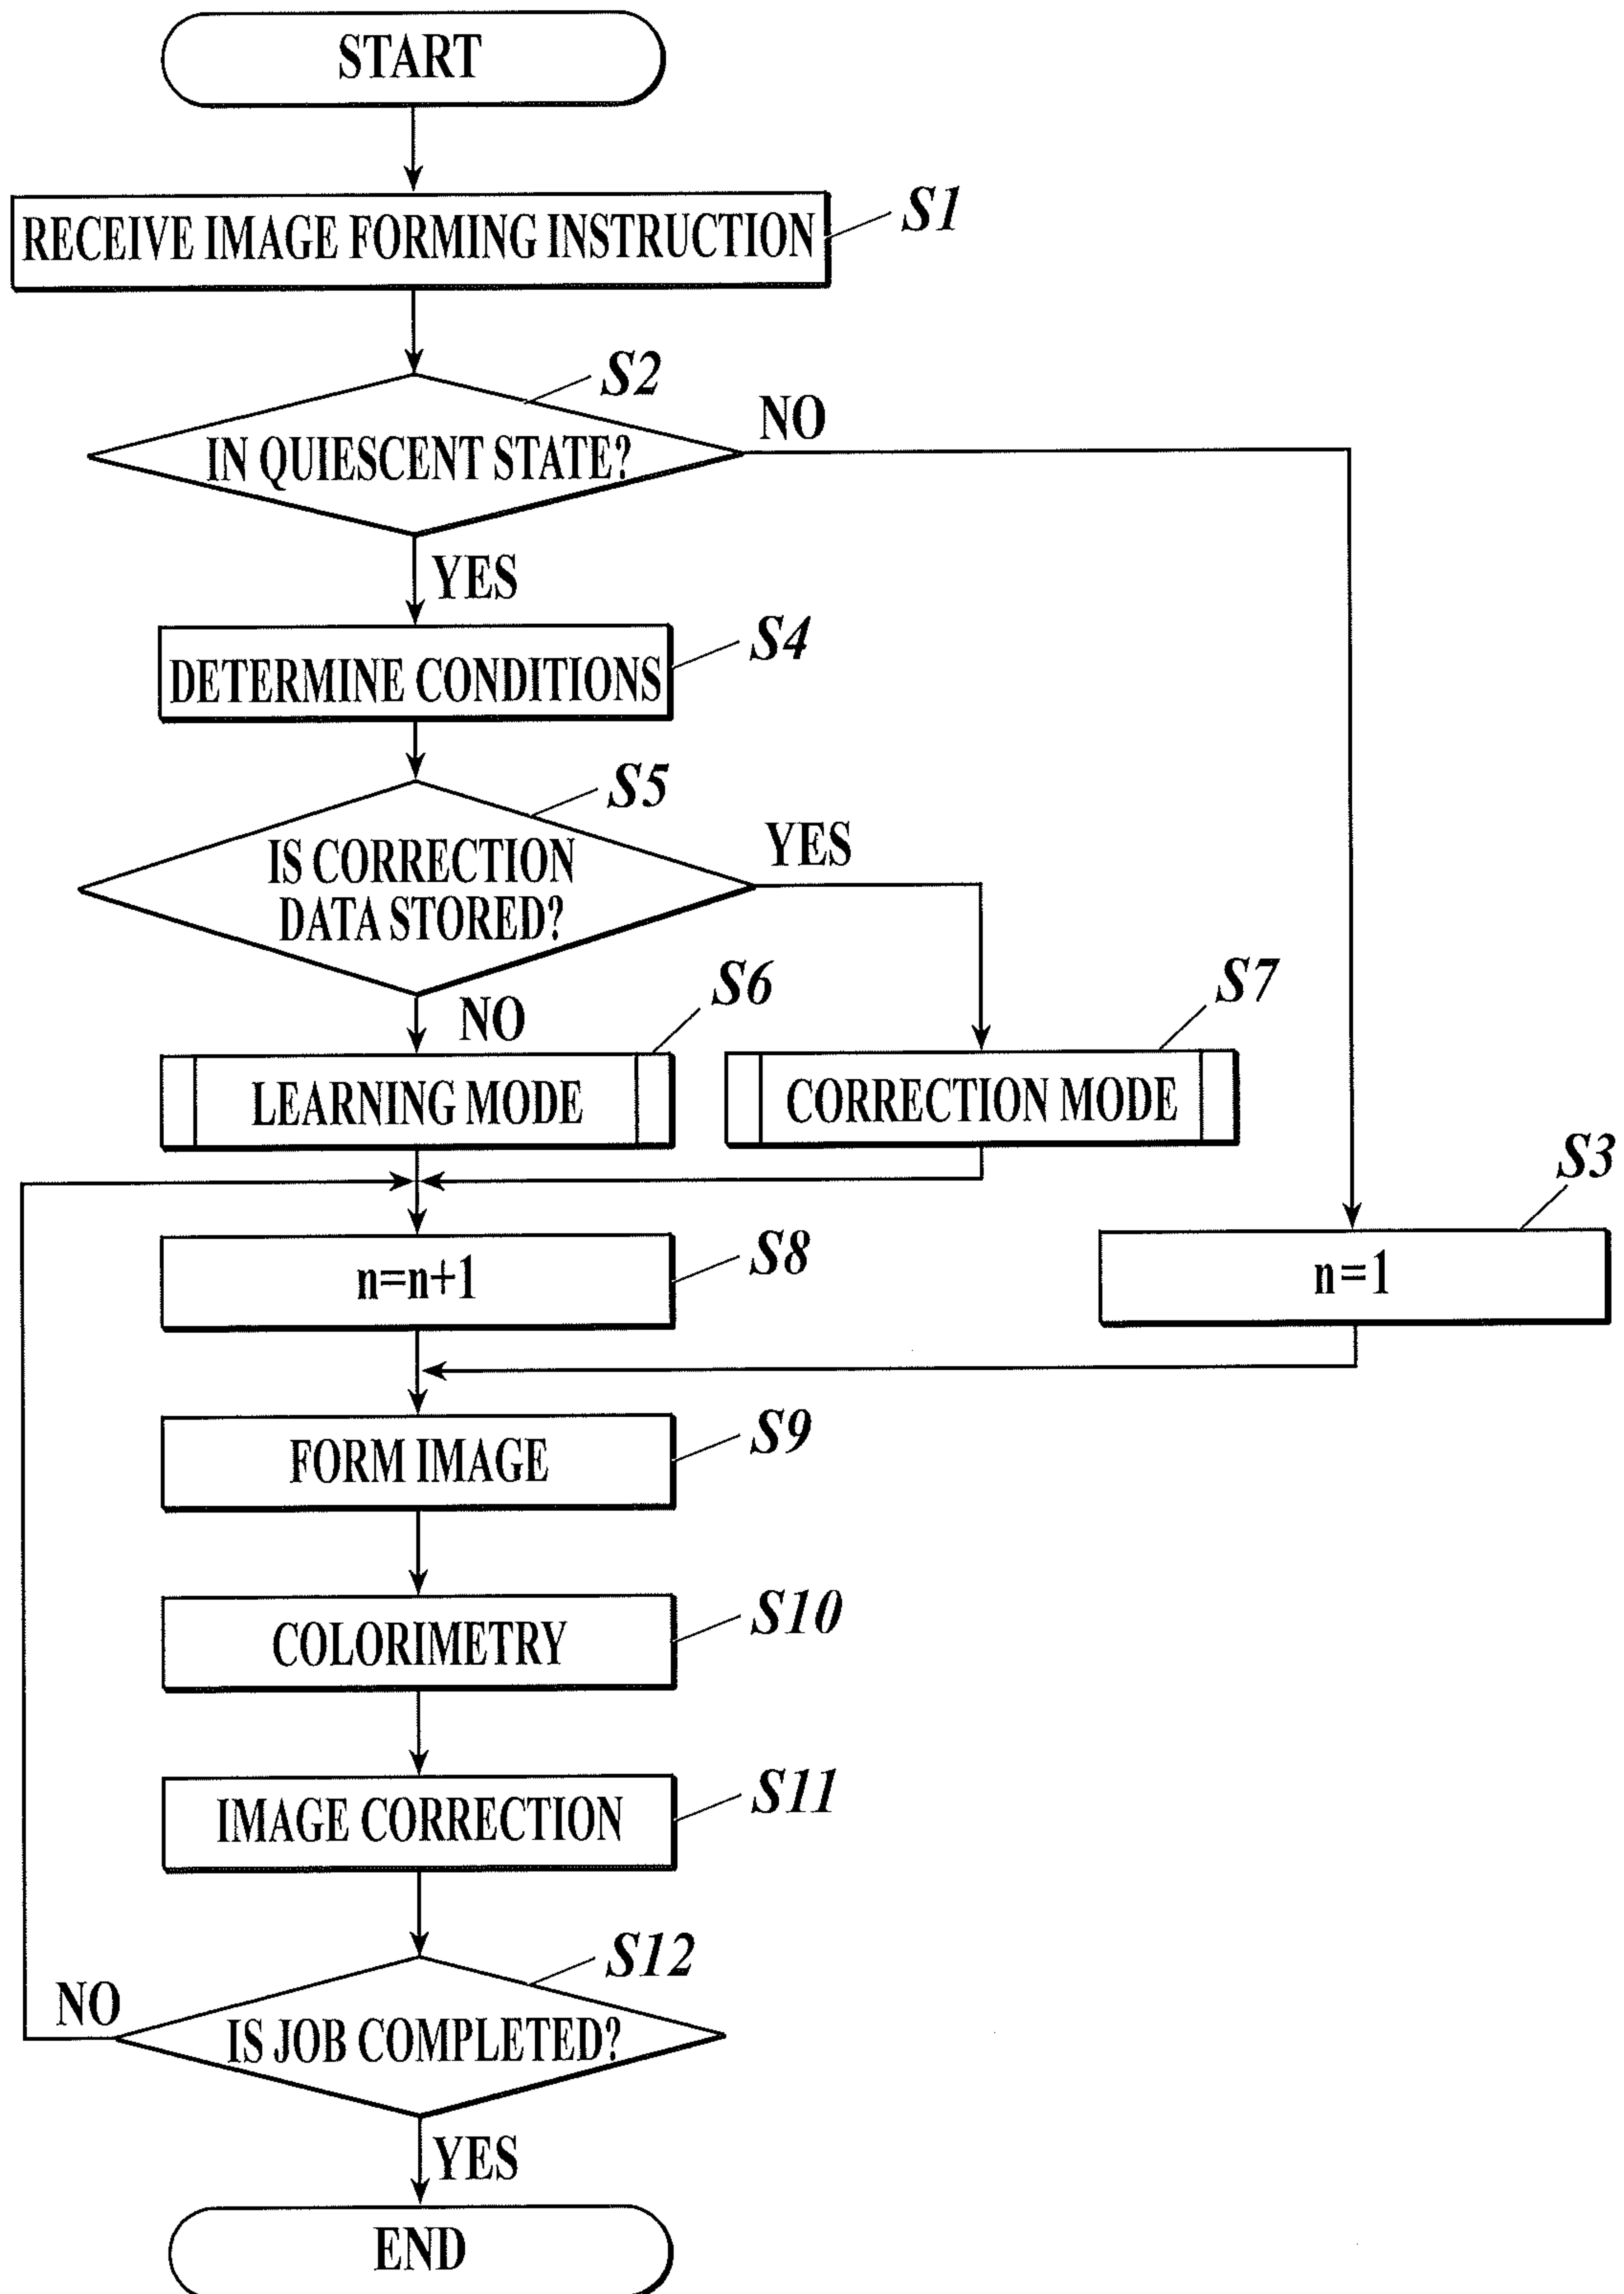 START
RECEIVE IMAGE FORMING INSTRUCTION
S1
S2
IN QUIESCENT STATE?
NO
YES
DETERMINE CONDITIONS
S4
S5
IS CORRECTION
DATA STORED?
YES
NO
S6
LEARNING MODE
S7
CORRECTION MODE
S3
n=1
n=n+1
S8
FORM IMAGE
S9
COLORIMETRY
S10
IMAGE CORRECTION
S11
S12
IS JOB COMPLETED?
NO
YES
END